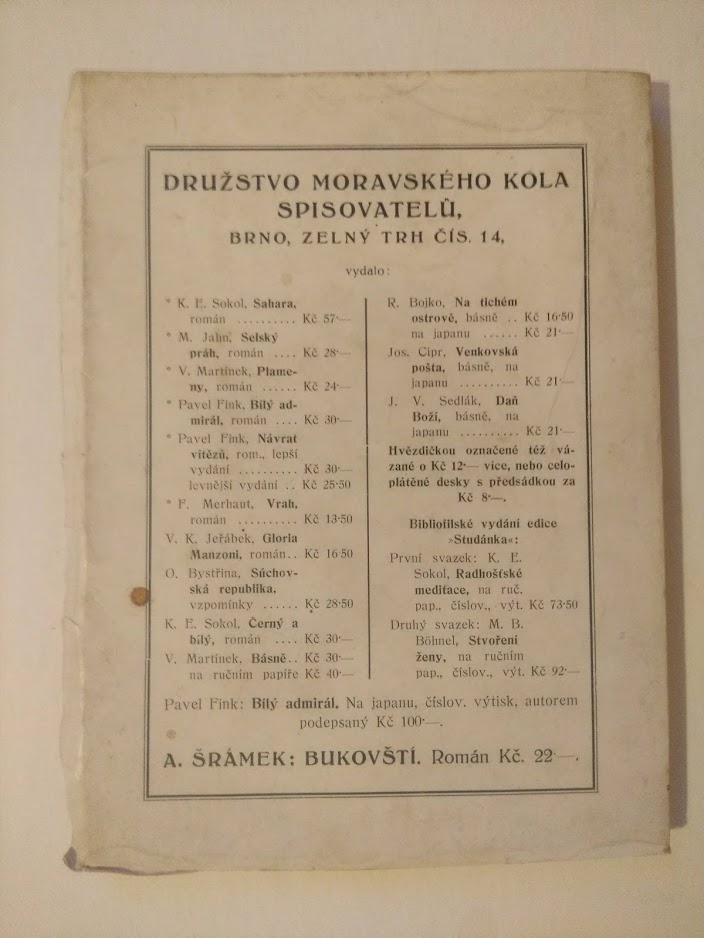 DRUŽSTVO MORAVSKÉHO KOLA
SPISOVATELŮ,
BRNO, ZELNÝ TRH ČÍS. 14,
vydalo:
* K. E. Sokol, Sahara,
román .......... Kč 57·—
* M. Jahn, Selský
práh, román .... Kč 28·—
* V. Martínek, Plame-
ny, román ...... Kč 24·—
* Pavel Fink, Bílý ad-
mirál, román .... Kč 30·—
* Pavel Fink, Návrat
vítězů, rom., lepší
vydání .......... Kč 30·—
levnější vydání .. Kč 25·50
* F. Merhaut, Vrah,
román .......... Kč 13·50
V. K. Jeřábek, Gloria
Manzoni, román.. Kč 16·50
O. Bystřina, Súchov-
ská republika,
vzpomínky ...... Kč 28·50
K. E. Sokol, Černý a
bílý, román .... Kč 30·—
V. Martínek, Básně.. Kč 30·—
na ručním papíře Kč 40·—
R. Bojko, Na tichém
ostrově, básně .. Kč 16·50
na japanu ...... Kč 21·—
Jos. Cipr, Venkovská
pošta, básně, na
japanu .......... Kč 21·—
J. V. Sedlák, Daň
Boží, básně, na
japanu .......... Kč 21·—
Hvězdičkou označené též vá-
zané o Kč 12·— více, nebo celo-
plátěné desky s předsádkou za
Kč 8·—.
Bibliofilské vydání edice
»Studánka«:
První svazek: K. E.
Sokol, Radhošťské
meditace, na ruč.
pap., číslov., výt. Kč 73·50
Druhý svazek: M. B.
Böhnel, Stvoření
ženy, na ručním
pap., číslov., výt. Kč 92·—
Pavel Fink: Bílý admirál. Na japanu, číslov. výtisk, autorem
podepsaný Kč 100·—.
A. ŠRÁMEK: BUKOVŠTÍ. Román Kč. 22·—.